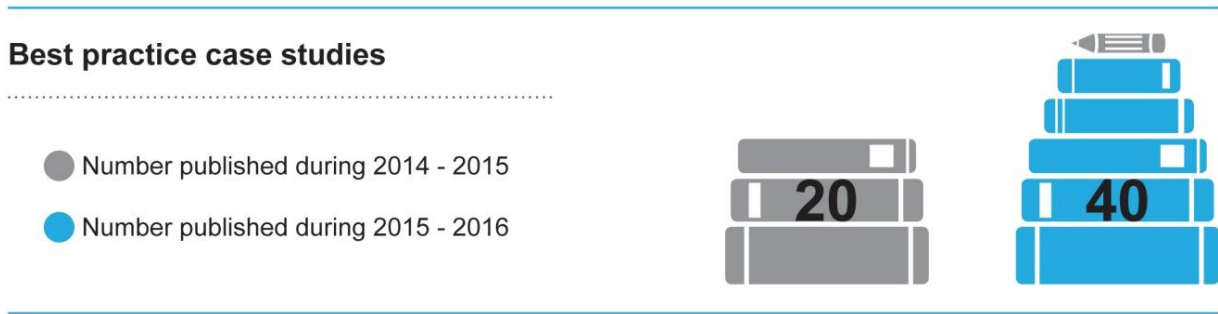 Best practice case studies
Number published during 2014 - 2015
Number published during 2015 - 2016
20
40